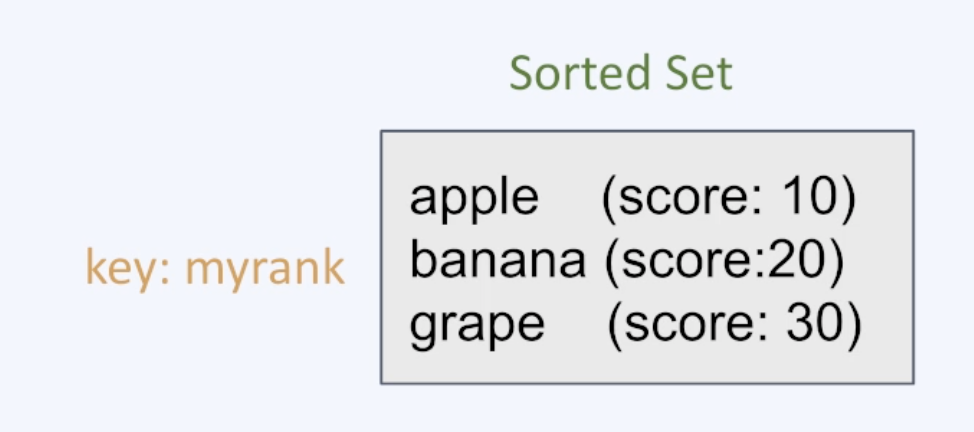 Sorted Set
apple (score: 10)
banana (score:20)
key: myrank
grape (score: 30)